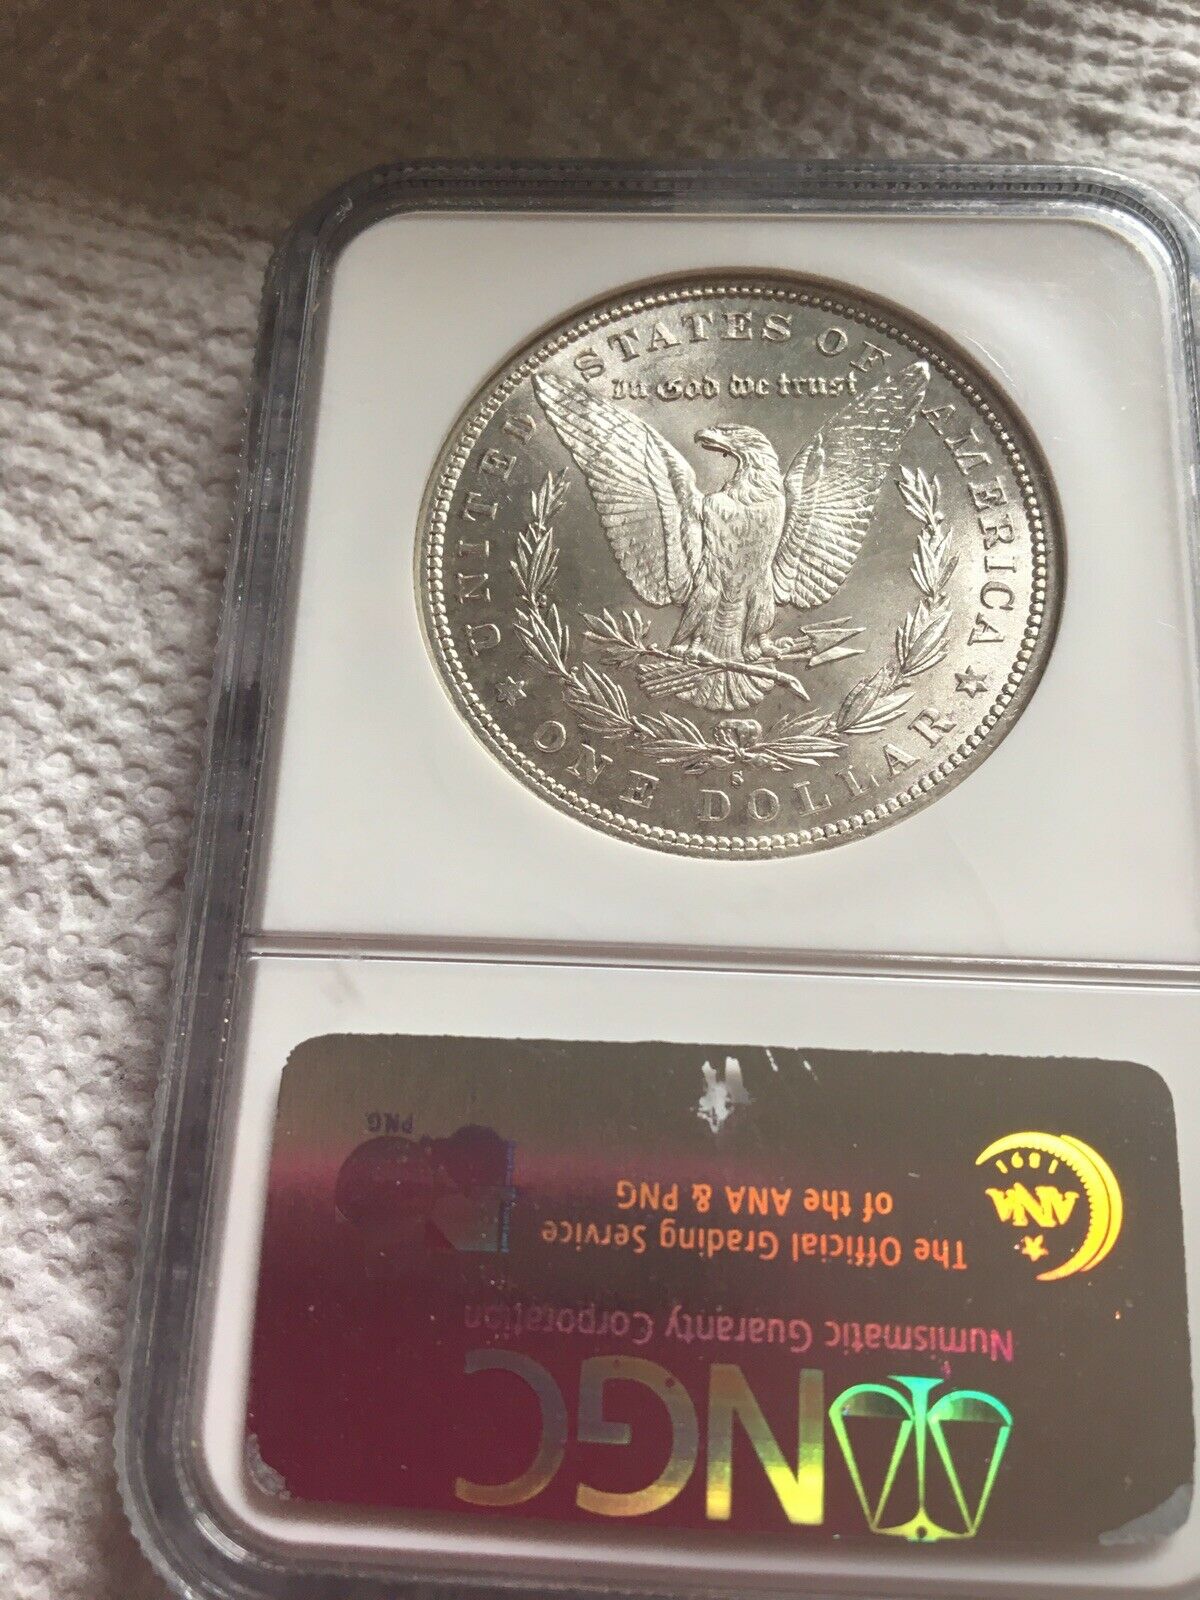 UNITED STATES OF AMERICA
In God we trust
ONE DOLLAR
S
NGC
Numismatic Guaranty Corporation
The Official Grading Service
of the ANA & PNG
ANA
1891
PNG